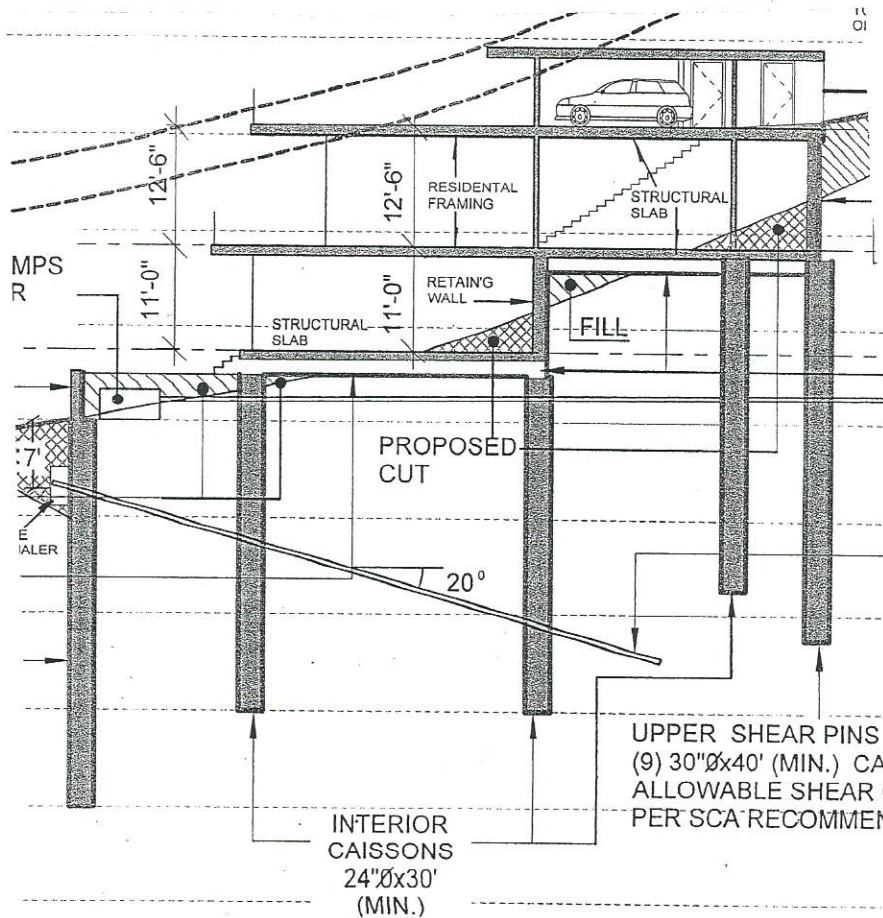 12'-6"
12'-6"
RESIDENTAL
FRAMING
STRUCTURAL
SLAB
MPS
R
11'-0"
11'-0"
RETAIN'G
WALL
STRUCTURAL
SLAB
FILL
PROPOSED
CUT
7'
E
ALER
20°
UPPER SHEAR PINS
(9) 30"Øx40' (MIN.) CA
ALLOWABLE SHEAR
PER SCA RECOMMEN
INTERIOR
CAISSONS
24"Øx30'
(MIN.)